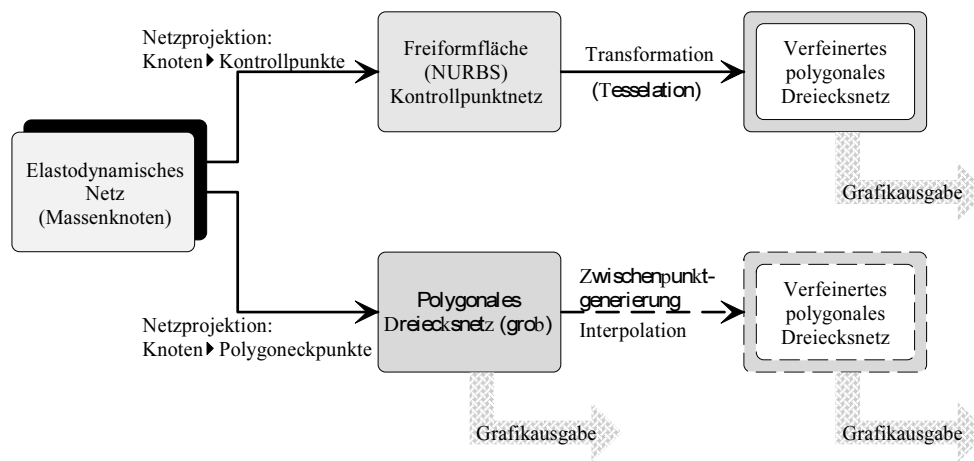 Netzprojektion:
Knoten▶Kontrollpunkte
Freiformfläche
(NURBS)
Kontrollpunktnetz
Transformation
(Tesselation)
Verfeinertes
polygonales
Dreiecksnetz
Grafikausgabe
Elastodynamisches
Netz
(Massenknoten)
Netzprojektion:
Knoten▶Polygoneckpunkte
Polygonales
Dreiecksnetz (grob)
Zwischenpunkt-
generierung
Interpolation
Verfeinertes
polygonales
Dreiecksnetz
Grafikausgabe
Grafikausgabe